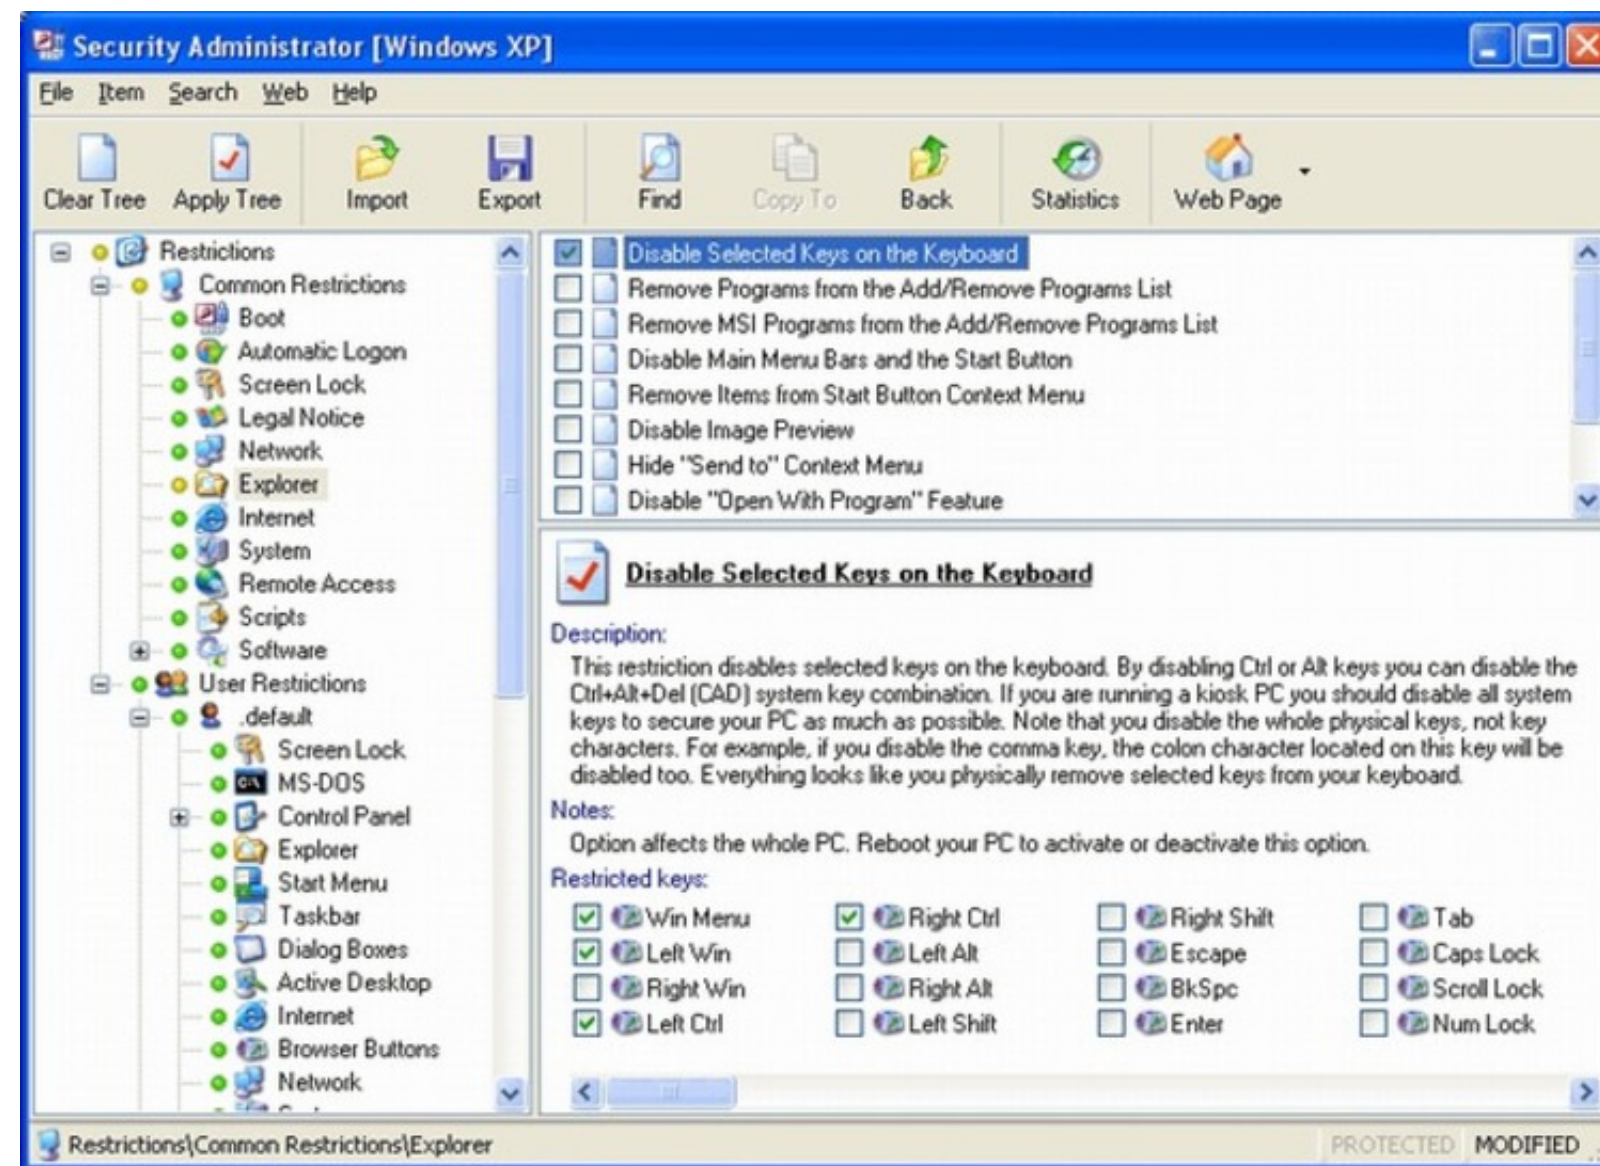 Security Administrator [Windows XP]
File Item Search Web Help
Clear Tree Apply Tree Import Export Find Copy To Back Statistics Web Page
Restrictions
Common Restrictions
Boot
Automatic Logon
Screen Lock
Legal Notice
Network
Explorer
Internet
System
Remote Access
Scripts
Software
User Restrictions
.default
Screen Lock
MS-DOS
Control Panel
Explorer
Start Menu
Taskbar
Dialog Boxes
Active Desktop
Internet
Browser Buttons
Network
Disable Selected Keys on the Keyboard
Remove Programs from the Add/Remove Programs List
Remove MSI Programs from the Add/Remove Programs List
Disable Main Menu Bars and the Start Button
Remove Items from Start Button Context Menu
Disable Image Preview
Hide "Send to" Context Menu
Disable "Open With Program" Feature
Disable Selected Keys on the Keyboard
Description:
This restriction disables selected keys on the keyboard. By disabling Ctrl or Alt keys you can disable the
Ctrl+Alt+Del (CAD) system key combination. If you are running a kiosk PC you should disable all system
keys to secure your PC as much as possible. Note that you disable the whole physical keys, not key
characters. For example, if you disable the comma key, the colon character located on this key will be
disabled too. Everything looks like you physically remove selected keys from your keyboard.
Notes:
Option affects the whole PC. Reboot your PC to activate or deactivate this option.
Restricted keys:
Win Menu Right Ctrl Right Shift Tab
Left Win Left Alt Escape Caps Lock
Right Win Right Alt BkSpc Scroll Lock
Left Ctrl Left Shift Enter Num Lock
Restrictions\Common Restrictions\Explorer PROTECTED MODIFIED